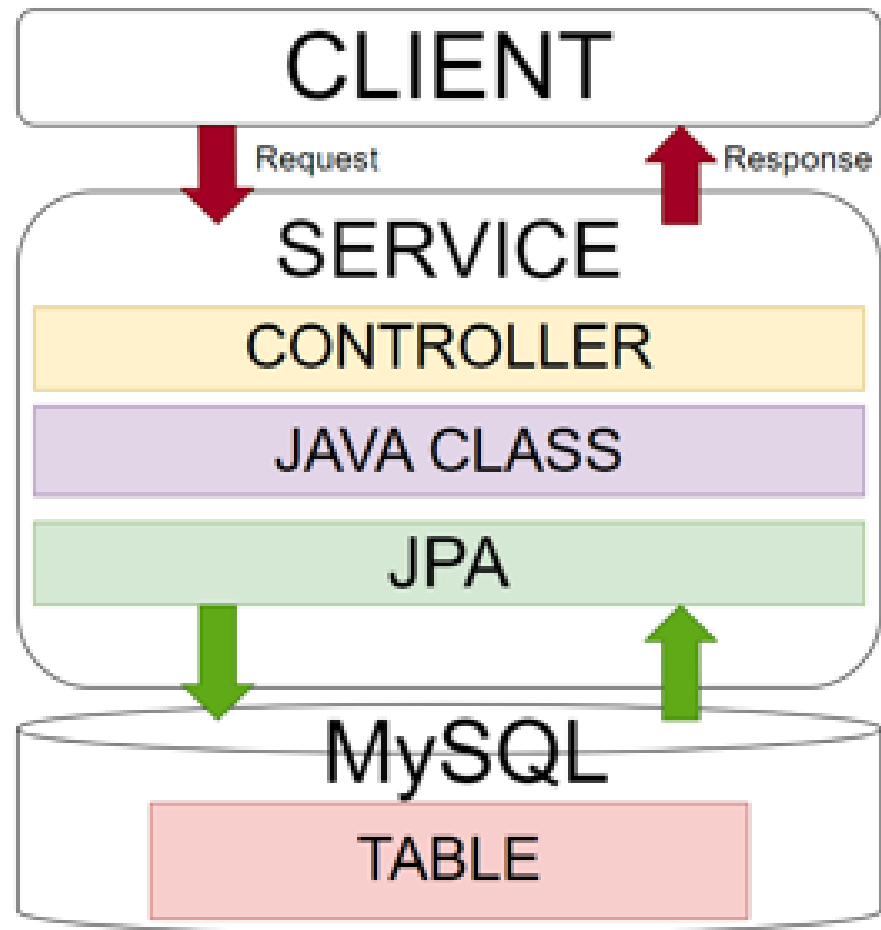 CLIENT
Request
Response
SERVICE
CONTROLLER
JAVA CLASS
JPA
MySQL
TABLE